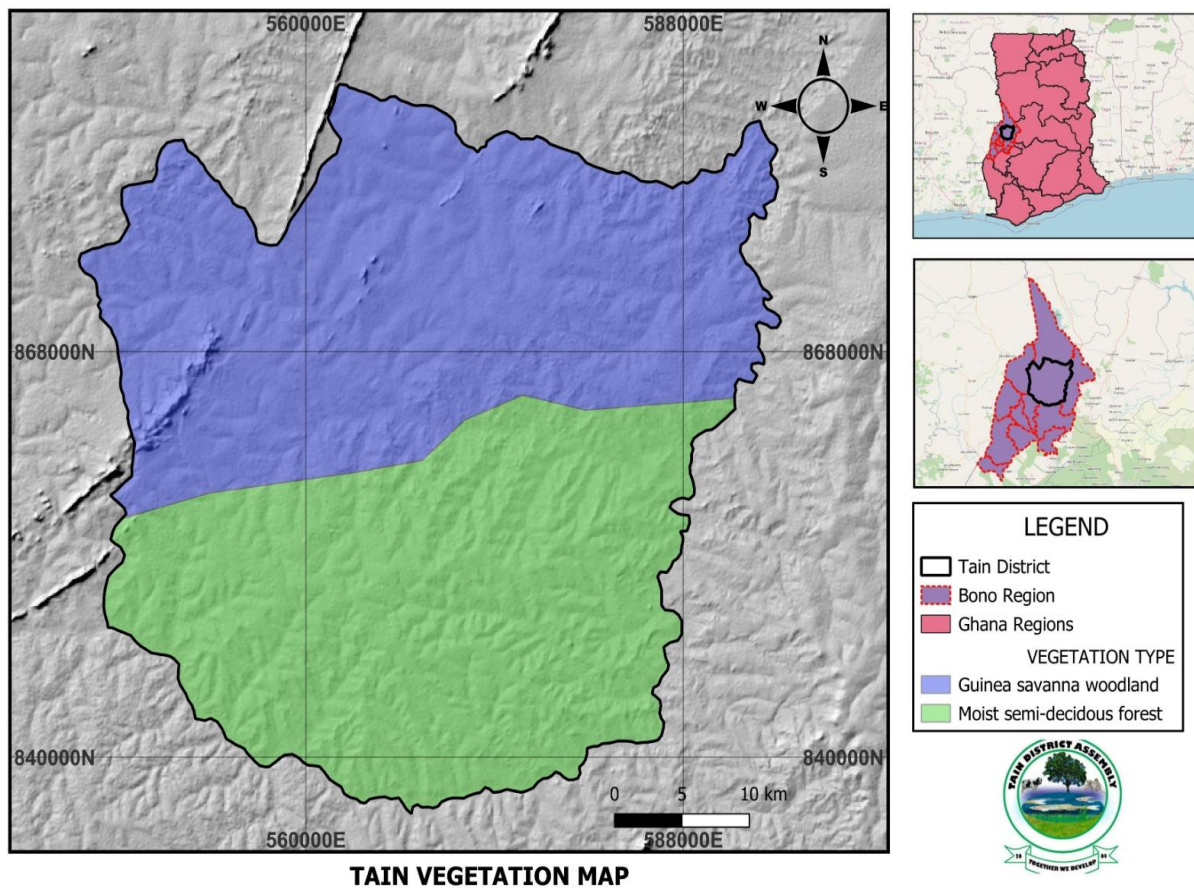 560000E
588000E
N
W
E
S
868000N
868000N
840000N
840000N
0
5
10 km
560000E
588000E
TAIN VEGETATION MAP
LEGEND
Tain District
Bono Region
Ghana Regions
VEGETATION TYPE
Guinea savanna woodland
Moist semi-decidous forest
TAIN DISTRICT ASSEMBLY
TOGETHER WE DEVELOP